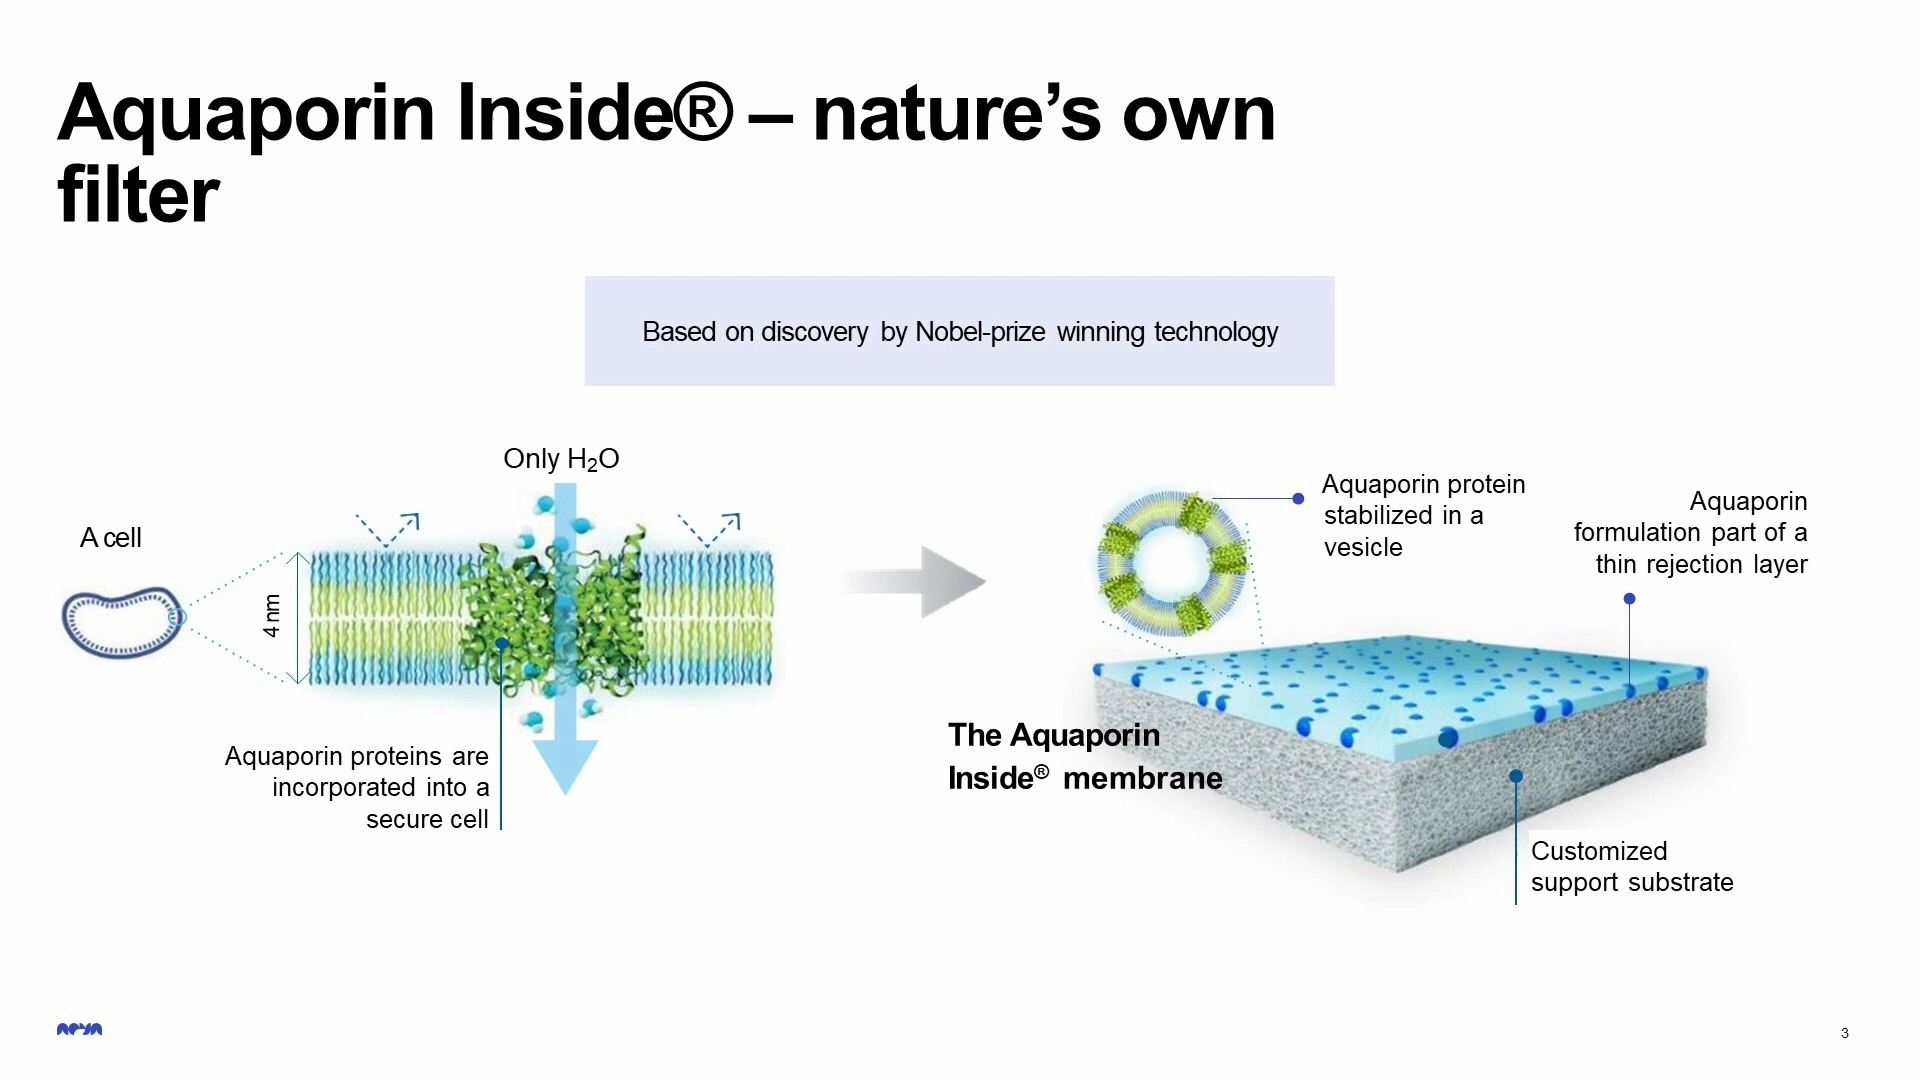 Aquaporin Inside® – nature’s own
filter
Based on discovery by Nobel-prize winning technology
Only H₂O
A cell
4 nm
Aquaporin proteins are
incorporated into a
secure cell
Aquaporin protein
stabilized in a
vesicle
Aquaporin
formulation part of a
thin rejection layer
The Aquaporin
Inside® membrane
Customized
support substrate
3